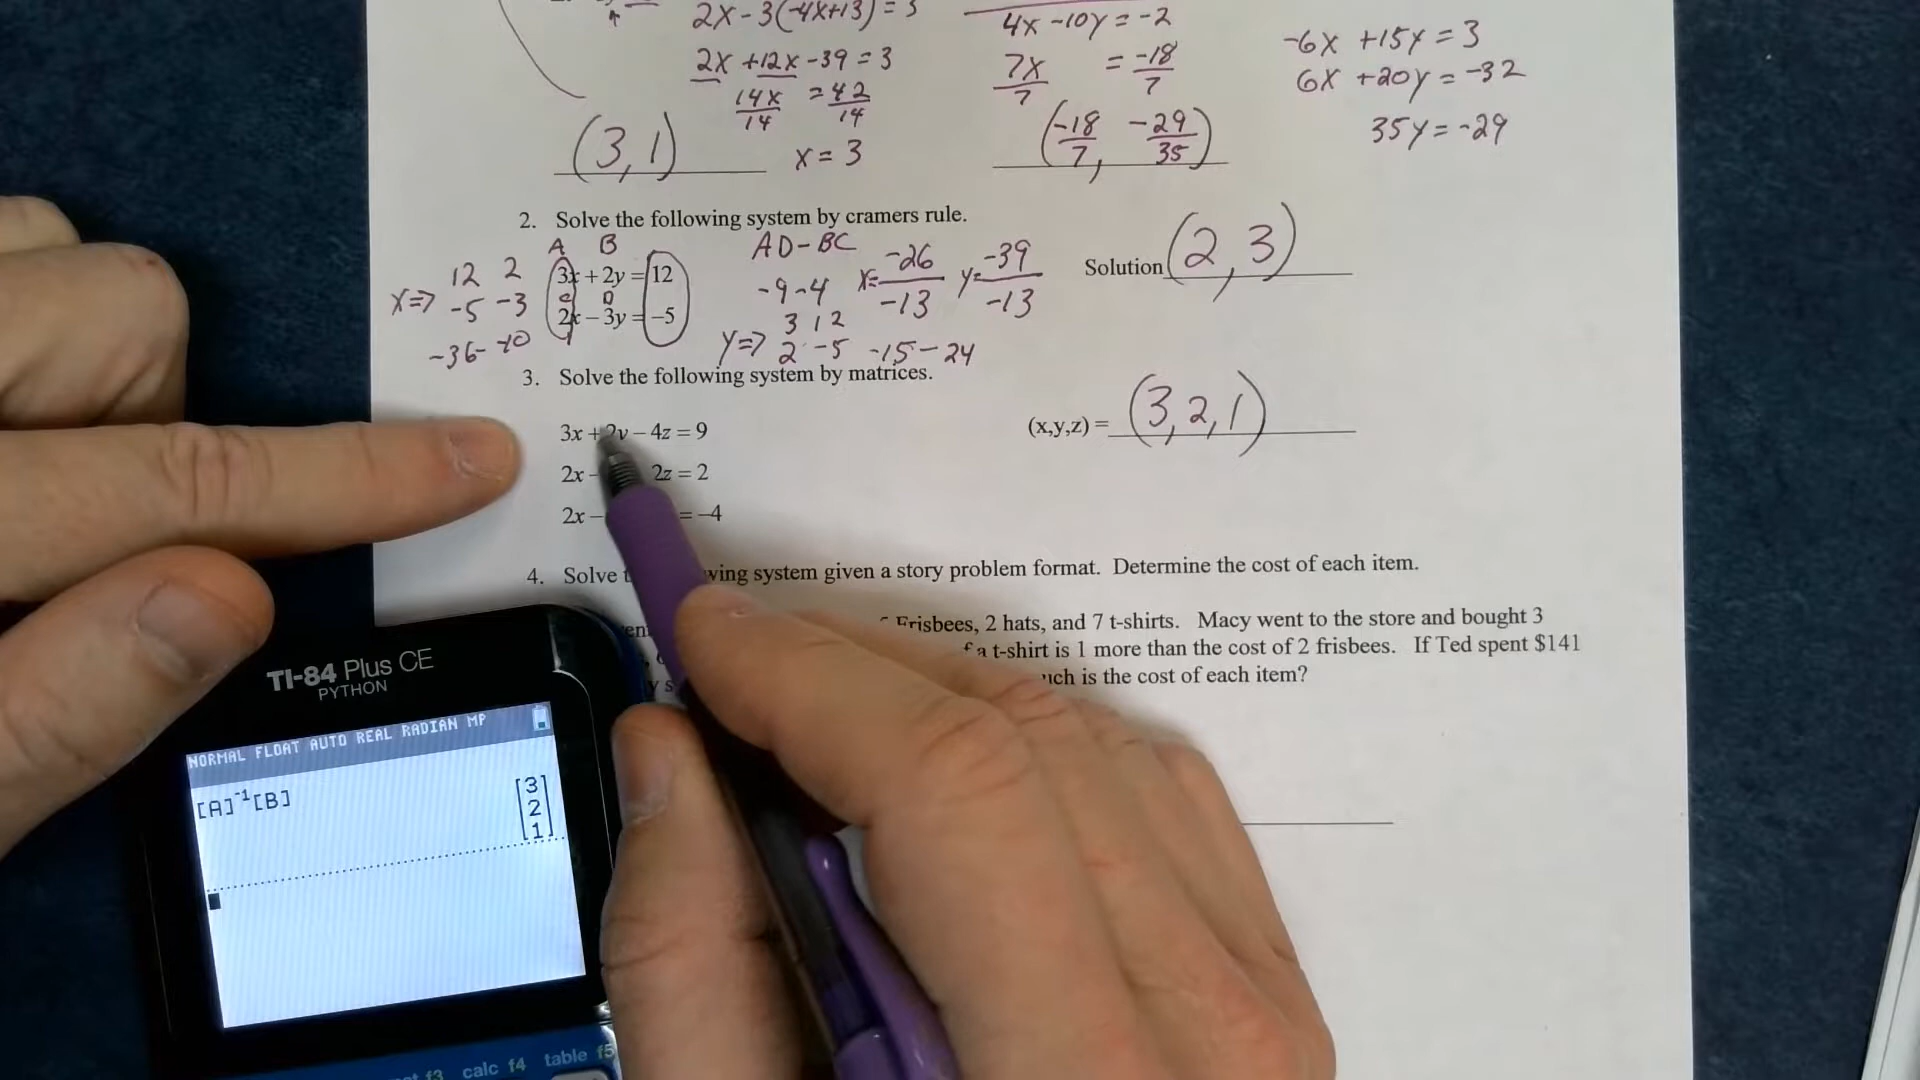 2x - 3(-4x+13) = 3
2x + 12x - 39 = 3
14x = 42
14 14
x = 3
(3, 1)
4x - 10y = -2
7x = -18
7 7
(-18/7, -29/35)
-6x + 15y = 3
6x + 20y = -32
35y = -29
2. Solve the following system by cramers rule.
A B
3x + 2y = 12
C D
2x – 3y = –5
x => 12 2
-5 -3
-36 - -10
AD - BC
-9 - 4
x = -26/-13 y = -39/-13
y => 3 12
2 -5 -15 - 24
Solution (2, 3)
3. Solve the following system by matrices.
3x + 2y – 4z = 9
2x – 2z = 2
2x – = –4
(x,y,z) = (3, 2, 1)
4. Solve wing system given a story problem format. Determine the cost of each item.
Frisbees, 2 hats, and 7 t-shirts. Macy went to the store and bought 3
a t-shirt is 1 more than the cost of 2 frisbees. If Ted spent $141
is the cost of each item?
TI-84 Plus CE
PYTHON
NORMAL FLOAT AUTO REAL RADIAN MP
[A]⁻¹[B]
[3]
[2]
[1]
f3 calc f4 table f5